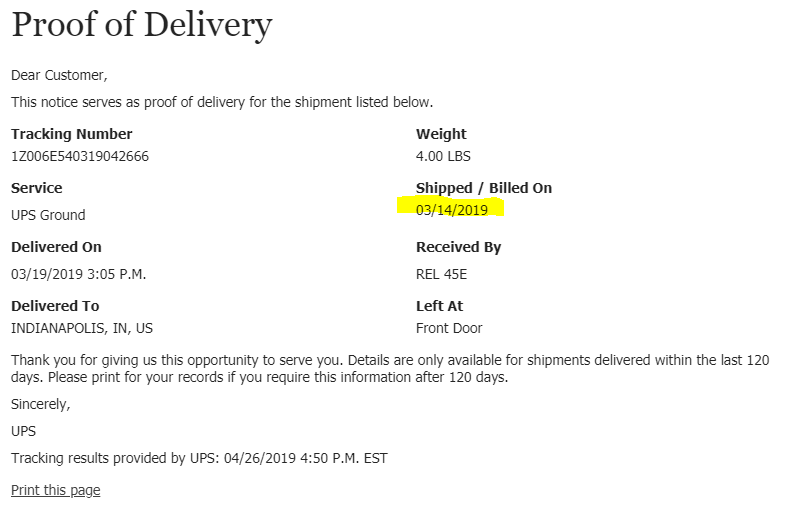 Proof of Delivery
Dear Customer,
This notice serves as proof of delivery for the shipment listed below.
Tracking Number
1Z006E540319042666
Weight
4.00 LBS
Service
UPS Ground
Shipped / Billed On
03/14/2019
Delivered On
03/19/2019 3:05 P.M.
Received By
REL 45E
Delivered To
INDIANAPOLIS, IN, US
Left At
Front Door
Thank you for giving us this opportunity to serve you. Details are only available for shipments delivered within the last 120
days. Please print for your records if you require this information after 120 days.
Sincerely,
UPS
Tracking results provided by UPS: 04/26/2019 4:50 P.M. EST
Print this page